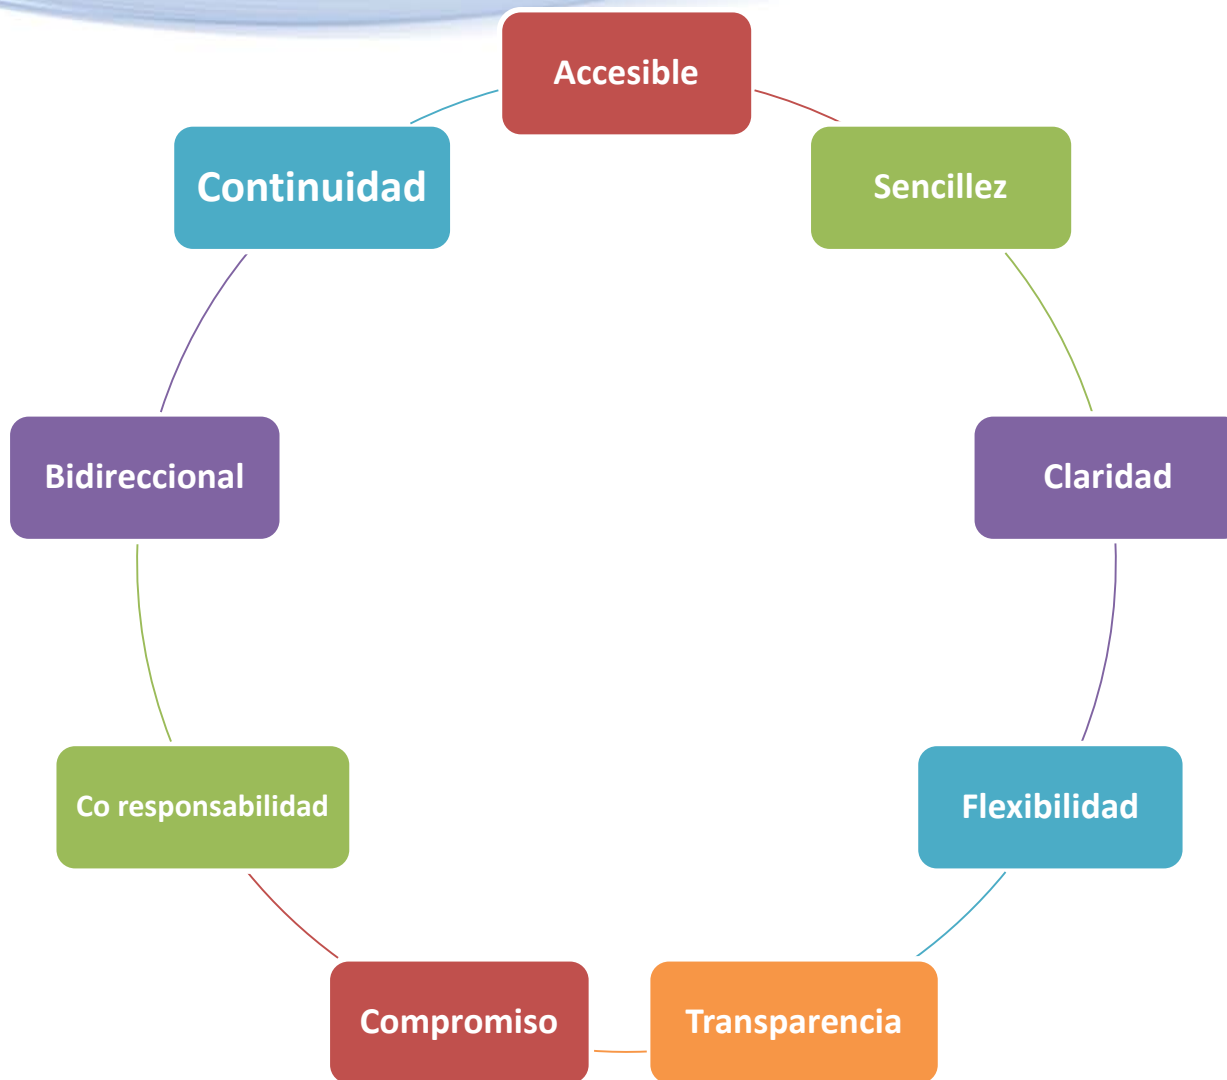 Accesible
Sencillez
Claridad
Flexibilidad
Transparencia
Compromiso
Co responsabilidad
Bidireccional
Continuidad